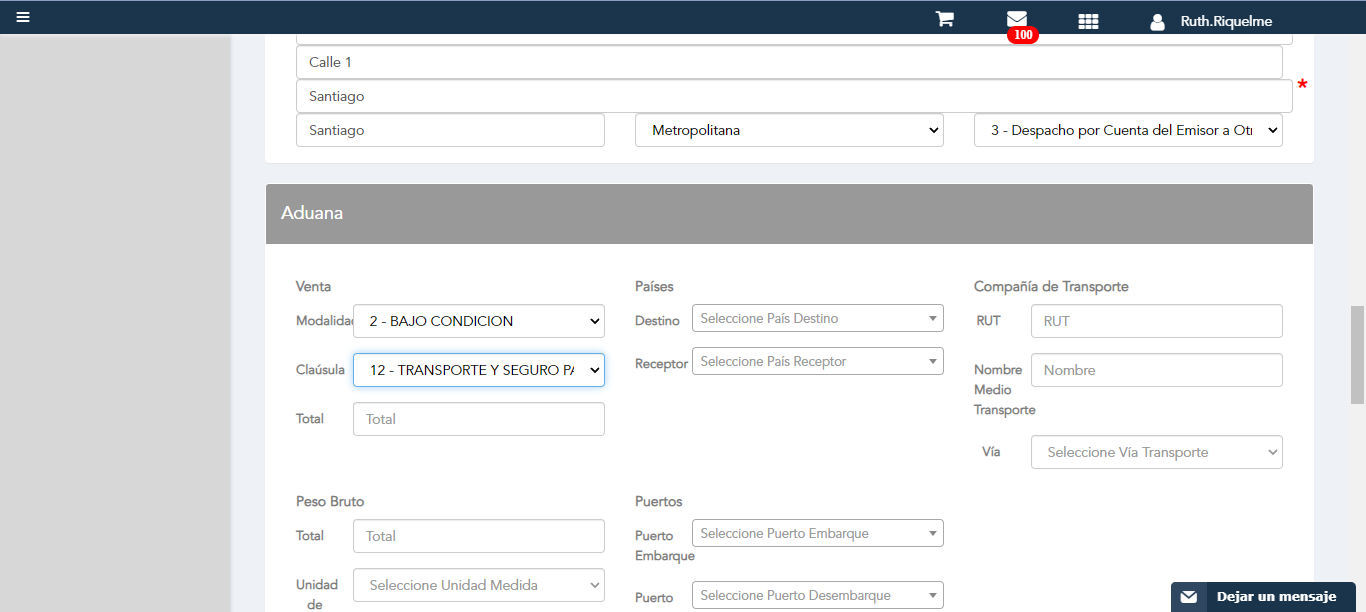 100
Ruth.Riquelme
Calle 1
Santiago
*
Santiago
Metropolitana
3 - Despacho por Cuenta del Emisor a Otr
Aduana
Venta
Países
Compañía de Transporte
Modalidad
2 - BAJO CONDICION
Destino
Seleccione País Destino
RUT
RUT
Claúsula
12 - TRANSPORTE Y SEGURO PA
Receptor
Seleccione País Receptor
Nombre
Medio
Transporte
Nombre
Total
Total
Vía
Seleccione Vía Transporte
Peso Bruto
Puertos
Total
Total
Puerto
Embarque
Seleccione Puerto Embarque
Unidad
de
Seleccione Unidad Medida
Puerto
Seleccione Puerto Desembarque
Dejar un mensaje